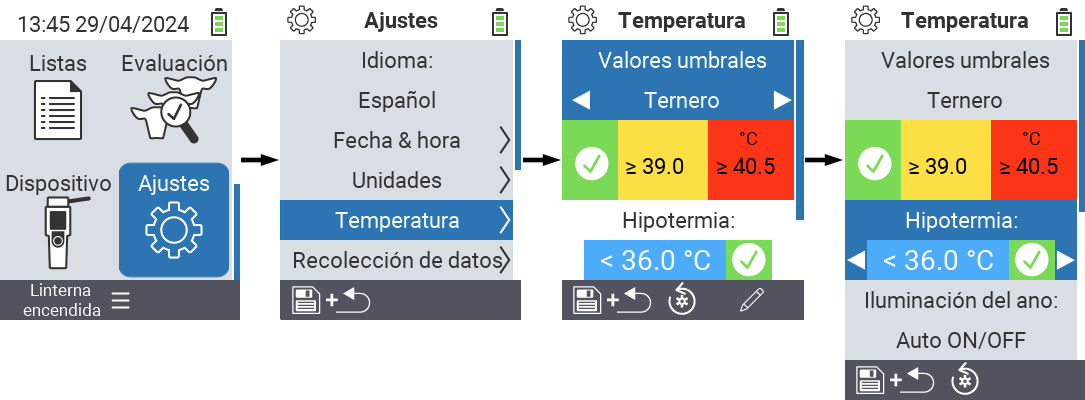 13:45 29/04/2024
Listas
Evaluación
Dispositivo
Ajustes
Linterna
encendida
Ajustes
Idioma:
Español
Fecha & hora
Unidades
Temperatura
Recolección de datos
+
Temperatura
Valores umbrales
Ternero
°C
≥ 39.0
≥ 40.5
Hipotermia:
< 36.0 °C
+
Temperatura
Valores umbrales
Ternero
°C
≥ 39.0
≥ 40.5
Hipotermia:
< 36.0 °C
Iluminación del ano:
Auto ON/OFF
+